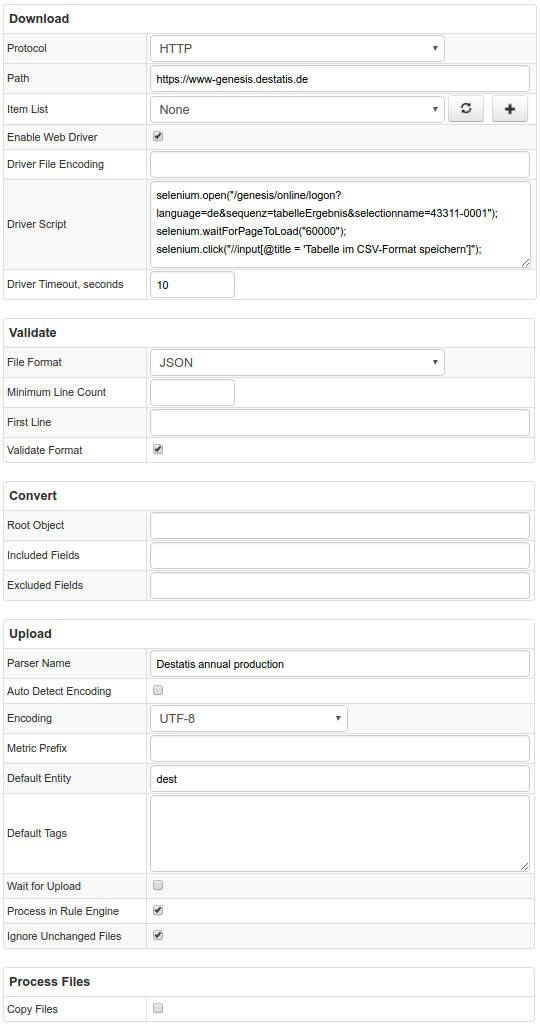 Download
Protocol HTTP
Path https://www-genesis.destatis.de
Item List None
Enable Web Driver
Driver File Encoding
Driver Script
selenium.open("/genesis/online/logon?
language=de&sequenz=tabelleErgebnis&selectionname=43311-0001");
selenium.waitForPageToLoad("60000");
selenium.click("//input[@title = 'Tabelle im CSV-Format speichern']");
Driver Timeout, seconds 10
Validate
File Format JSON
Minimum Line Count
First Line
Validate Format
Convert
Root Object
Included Fields
Excluded Fields
Upload
Parser Name Destatis annual production
Auto Detect Encoding
Encoding UTF-8
Metric Prefix
Default Entity dest
Default Tags
Wait for Upload
Process in Rule Engine
Ignore Unchanged Files
Process Files
Copy Files